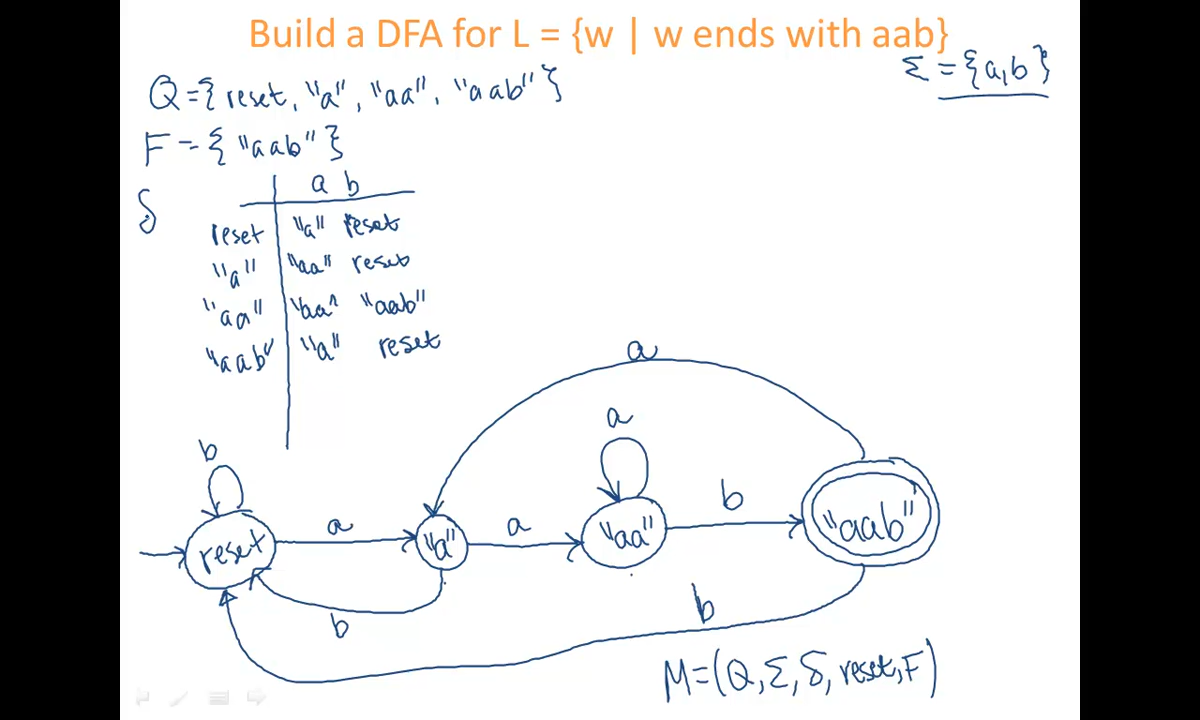 Build a DFA for L = {w | w ends with aab}
Σ = {a,b}
Q = {reset, "a", "aa", "aab"}
F = {"aab"}
δ
a b
reset "a" reset
"a" "aa" reset
"aa" "aa" "aab"
"aab" "a" reset
a
a
b
reset
a
"a"
a
"aa"
b
"aab"
b
b
M=(Q,Σ,δ,reset,F)